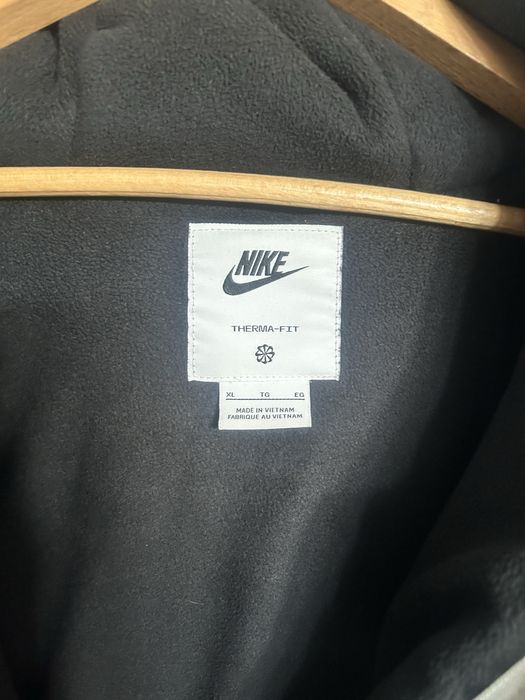 NIKE
THERMA-FIT
XL TG EG
MADE IN VIETNAM
FABRIQUE AU VIETNAM